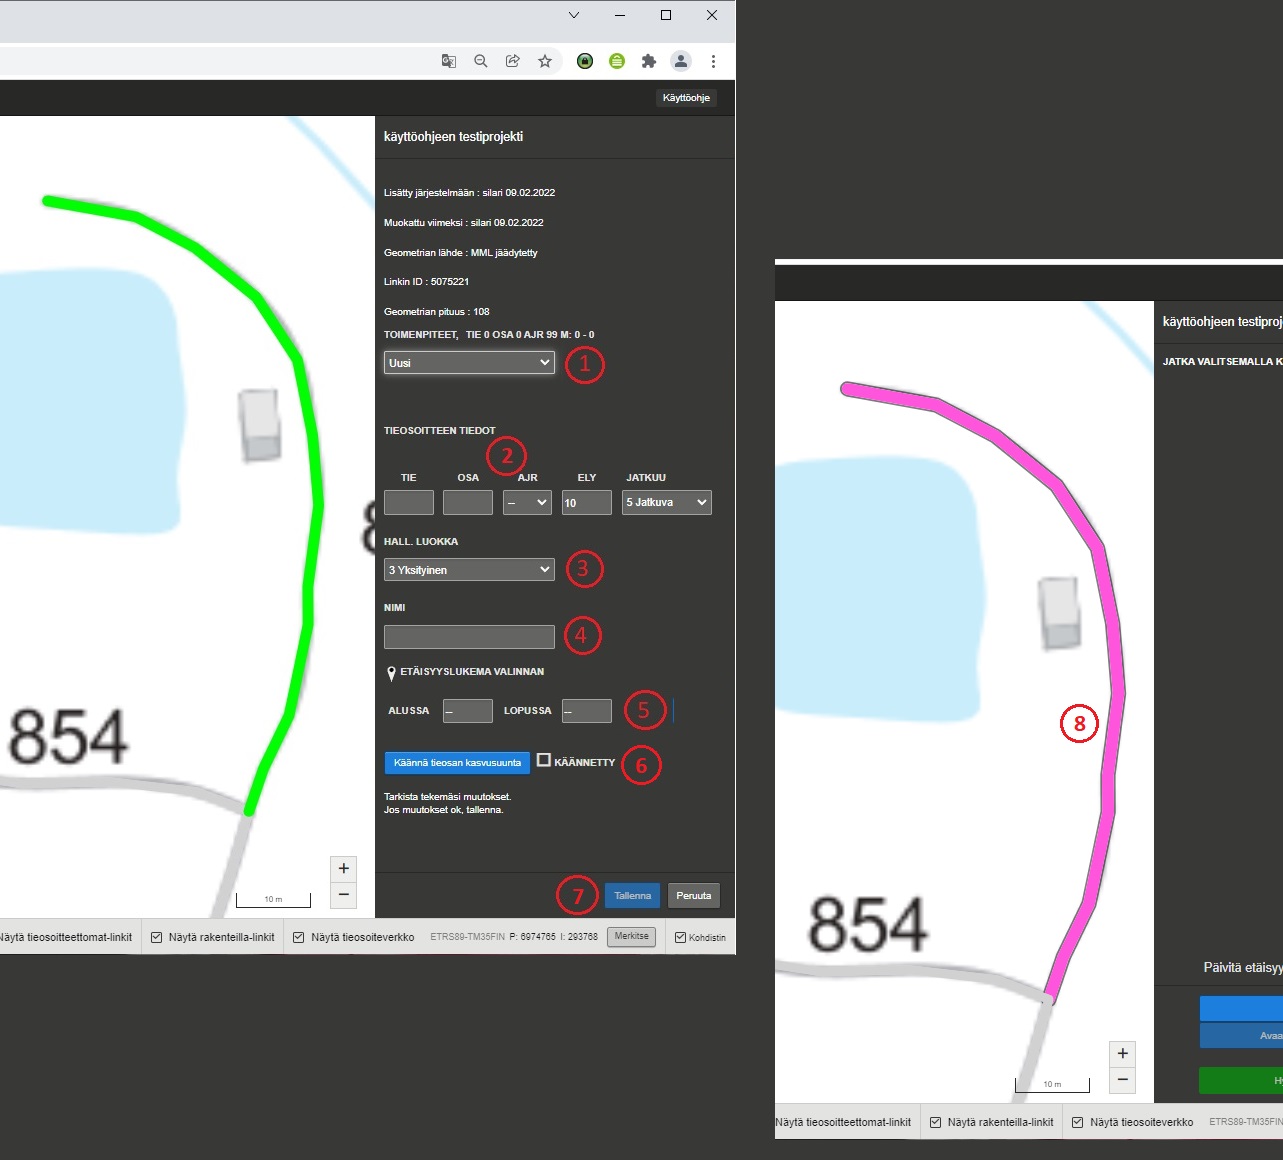 Käyttöohje
käyttöohjeen testiprojekti
Lisätty järjestelmään : silari 09.02.2022
Muokattu viimeksi : silari 09.02.2022
Geometrian lähde : MML jäädytetty
Linkin ID : 5075221
Geometrian pituus : 108
TOIMENPITEET, TIE 0 OSA 0 AJR 99 M: 0 - 0
Uusi
1
TIEOSOITTEEN TIEDOT
2
TIE OSA AJR ELY JATKUU
-- 10 5 Jatkuva
HALL. LUOKKA
3 Yksityinen
3
NIMI
4
ETÄISYYSLUKEMA VALINNAN
ALUSSA -- LOPUSSA --
5
Käännä tieosan kasvusuunta KÄÄNNETTY
6
Tarkista tekemäsi muutokset.
Jos muutokset ok, tallenna.
7
Tallenna Peruuta
854
+
−
10 m
Näytä tieosoitteettomat-linkit Näytä rakenteilla-linkit Näytä tieosoiteverkko ETRS89-TM35FIN P: 6974765 I: 293768 Merkitse Kohdistin
käyttöohjeen testiproj
JATKA VALITSEMALLA K
8
854
Päivitä etäisyy
Avaa
+
−
10 m
Näytä tieosoitteettomat-linkit Näytä rakenteilla-linkit Näytä tieosoiteverkko ETRS89-TM35FIN